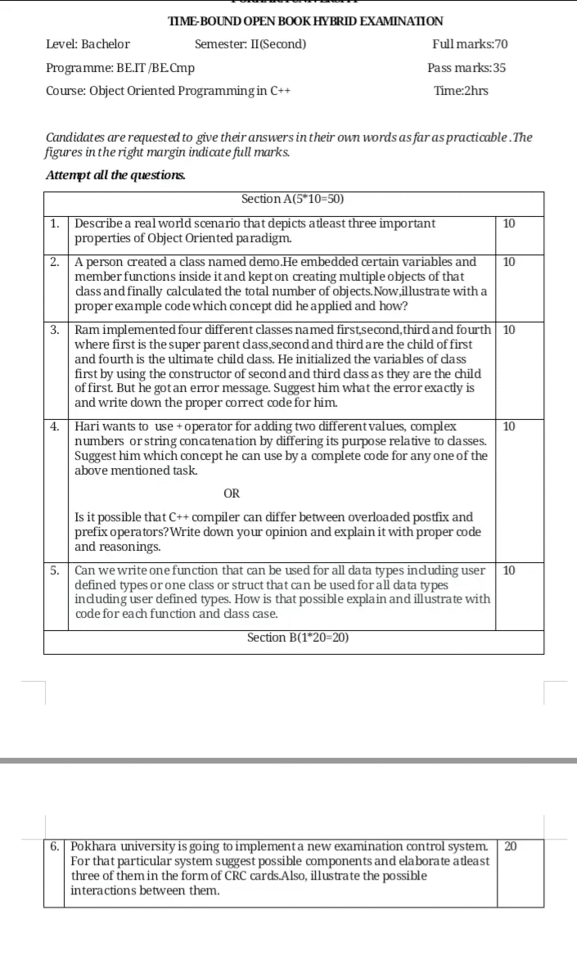 TIME-BOUND OPEN BOOK HYBRID EXAMINATION
Level: Bachelor Semester: II(Second) Full marks:70
Programme: BE.IT /BE.Cmp Pass marks:35
Course: Object Oriented Programming in C++ Time:2hrs
Candidates are requested to give their answers in their own words as far as practicable .The
figures in the right margin indicate full marks.
Attempt all the questions.
Section A(5*10=50)
1. Describe a real world scenario that depicts atleast three important 10
properties of Object Oriented paradigm.
2. A person created a class named demo.He embedded certain variables and 10
member functions inside it and kept on creating multiple objects of that
class and finally calculated the total number of objects.Now,illustrate with a
proper example code which concept did he applied and how?
3. Ram implemented four different classes named first,second,third and fourth 10
where first is the super parent class,second and third are the child of first
and fourth is the ultimate child class. He initialized the variables of class
first by using the constructor of second and third class as they are the child
of first. But he got an error message. Suggest him what the error exactly is
and write down the proper correct code for him.
4. Hari wants to use + operator for adding two different values, complex 10
numbers or string concatenation by differing its purpose relative to classes.
Suggest him which concept he can use by a complete code for any one of the
above mentioned task.
OR
Is it possible that C++ compiler can differ between overloaded postfix and
prefix operators?Write down your opinion and explain it with proper code
and reasonings.
5. Can we write one function that can be used for all data types including user 10
defined types or one class or struct that can be used for all data types
including user defined types. How is that possible explain and illustrate with
code for each function and class case.
Section B(1*20=20)
6. Pokhara university is going to implement a new examination control system. 20
For that particular system suggest possible components and elaborate atleast
three of them in the form of CRC cards.Also, illustrate the possible
interactions between them.